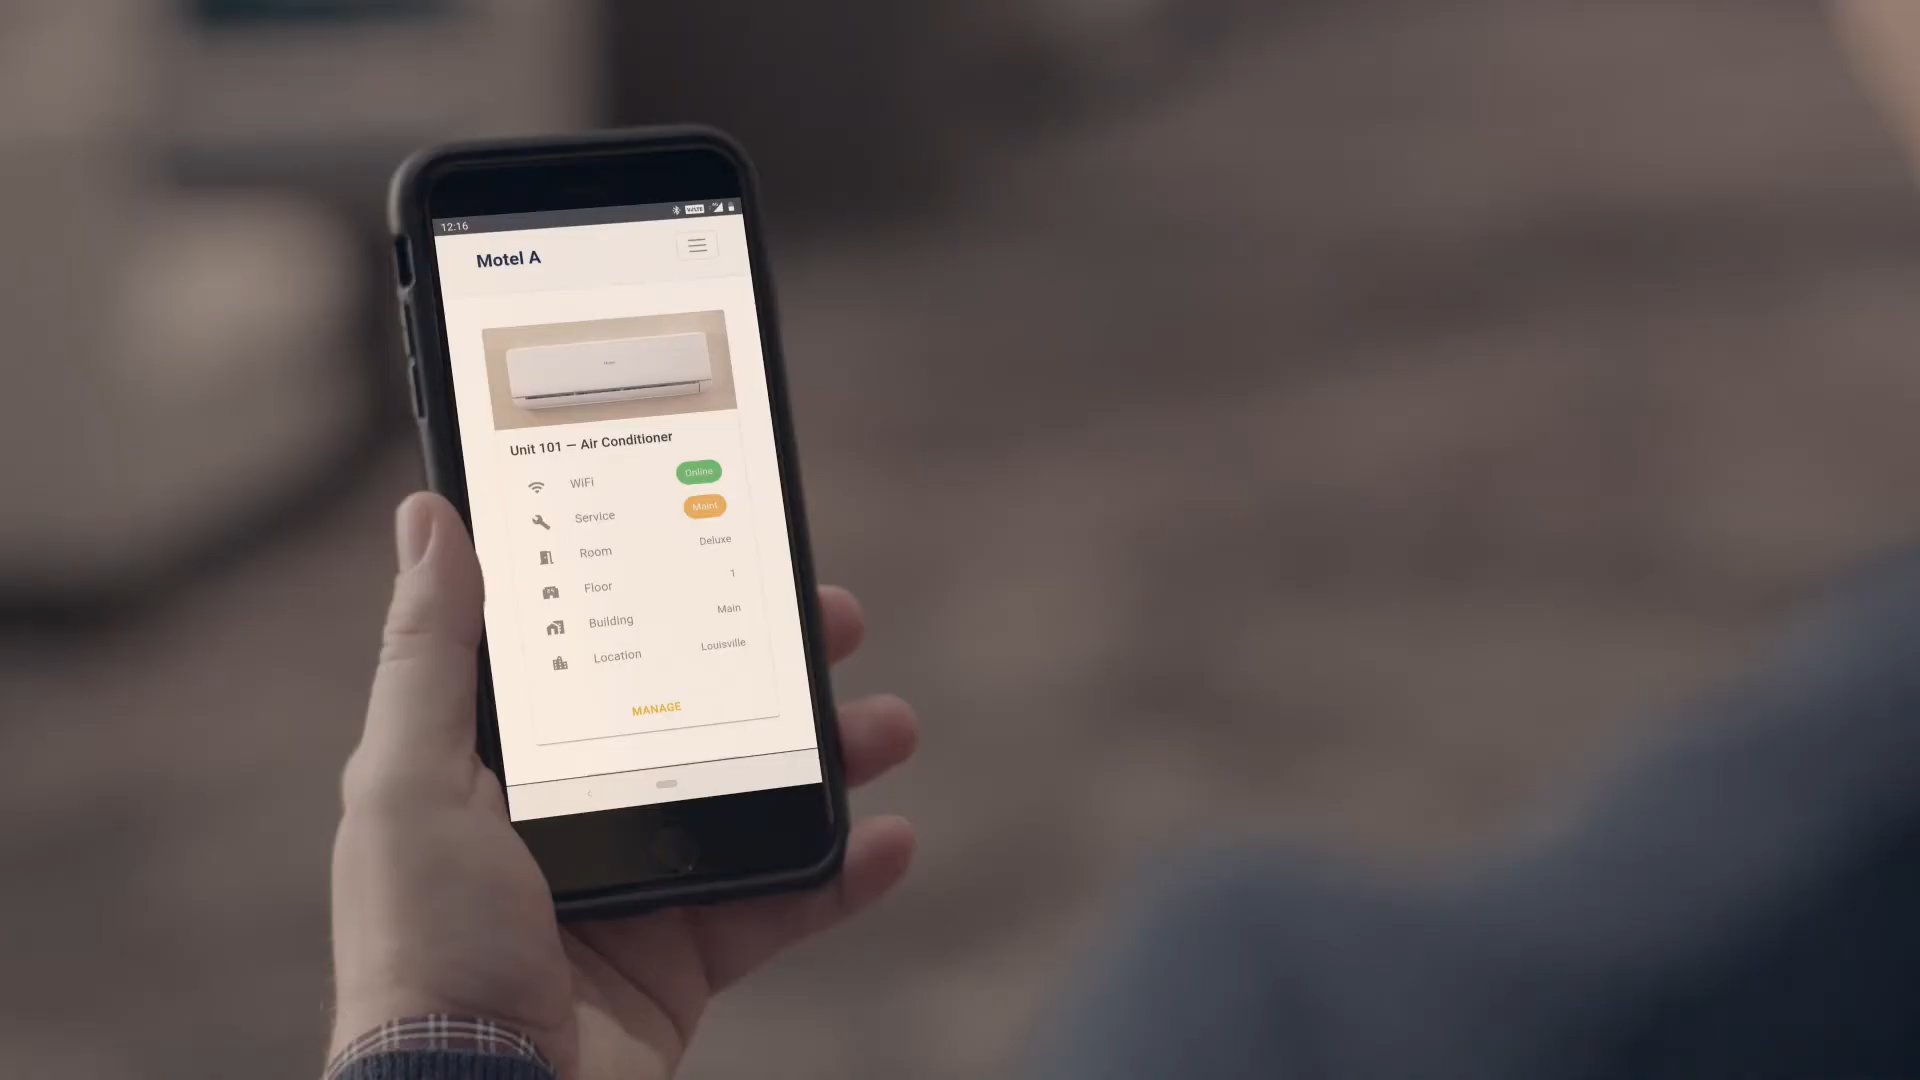 12:16
VoLTE
Motel A
Unit 101 — Air Conditioner
WiFi Online
Service Maint
Room Deluxe
Floor 1
Building Main
Location Louisville
MANAGE